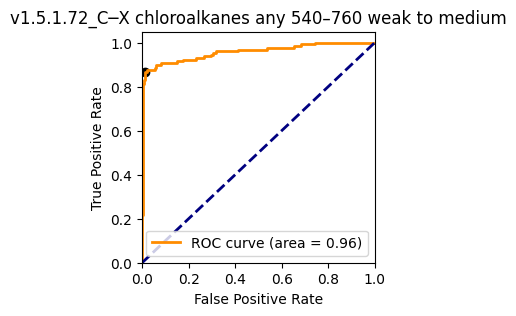 v1.5.1.72_C─X chloroalkanes any 540–760 weak to medium
1.0
0.8
0.6
0.4
0.2
0.0
True Positive Rate
ROC curve (area = 0.96)
0.0 0.2 0.4 0.6 0.8 1.0
False Positive Rate